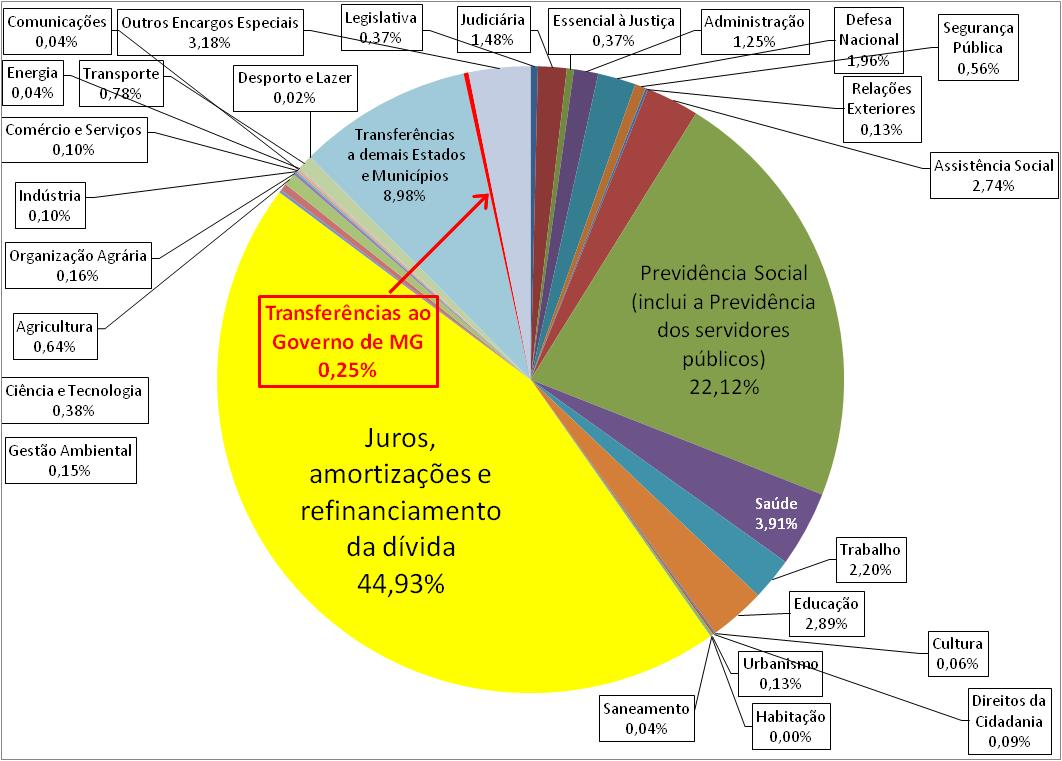 Comunicações
0,04%
Outros Encargos Especiais
3,18%
Legislativa
0,37%
Judiciária
1,48%
Essencial à Justiça
0,37%
Administração
1,25%
Defesa
Nacional
1,96%
Segurança
Pública
0,56%
Energia
0,04%
Transporte
0,78%
Desporto e Lazer
0,02%
Relações
Exteriores
0,13%
Comércio e Serviços
0,10%
Transferências
a demais Estados
e Municípios
8,98%
Assistência Social
2,74%
Indústria
0,10%
Organização Agrária
0,16%
Previdência Social
(inclui a Previdência
dos servidores
públicos)
22,12%
Transferências ao
Governo de MG
0,25%
Agricultura
0,64%
Ciência e Tecnologia
0,38%
Gestão Ambiental
0,15%
Juros,
amortizações e
refinanciamento
da dívida
44,93%
Saúde
3,91%
Trabalho
2,20%
Educação
2,89%
Cultura
0,06%
Urbanismo
0,13%
Direitos da
Cidadania
0,09%
Saneamento
0,04%
Habitação
0,00%